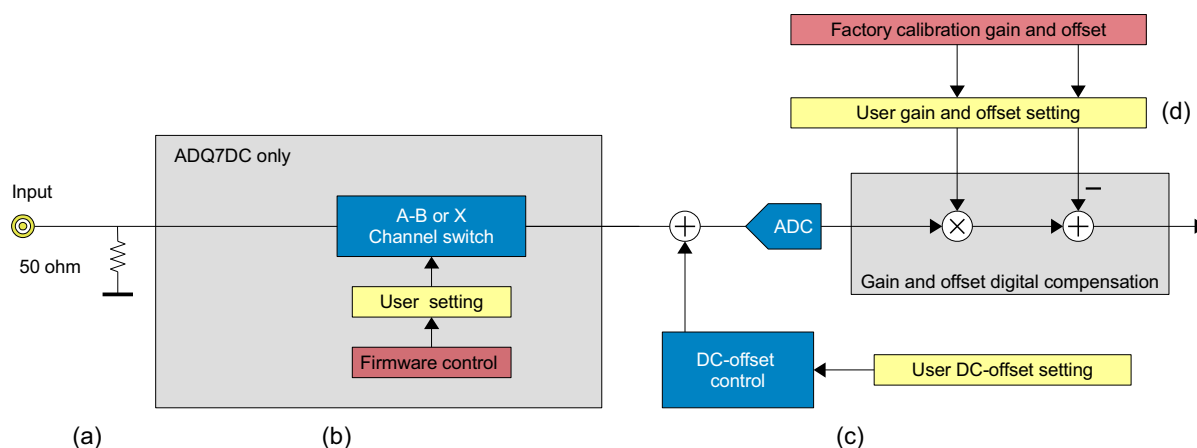 Factory calibration gain and offset
User gain and offset setting
(d)
ADQ7DC only
Input
50 ohm
A-B or X
Channel switch
User setting
Firmware control
ADC
Gain and offset digital compensation
DC-offset
control
User DC-offset setting
(a)
(b)
(c)